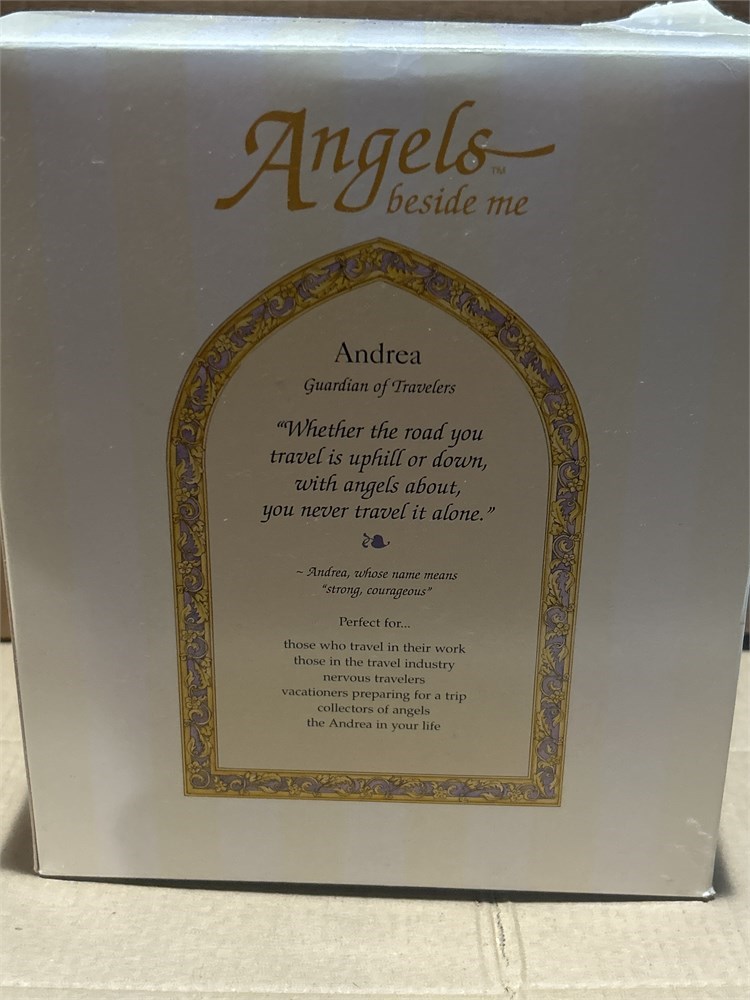 Angels™
beside me
Andrea
Guardian of Travelers
"Whether the road you
travel is uphill or down,
with angels about,
you never travel it alone."
~ Andrea, whose name means
"strong, courageous"
Perfect for...
those who travel in their work
those in the travel industry
nervous travelers
vacationers preparing for a trip
collectors of angels
the Andrea in your life